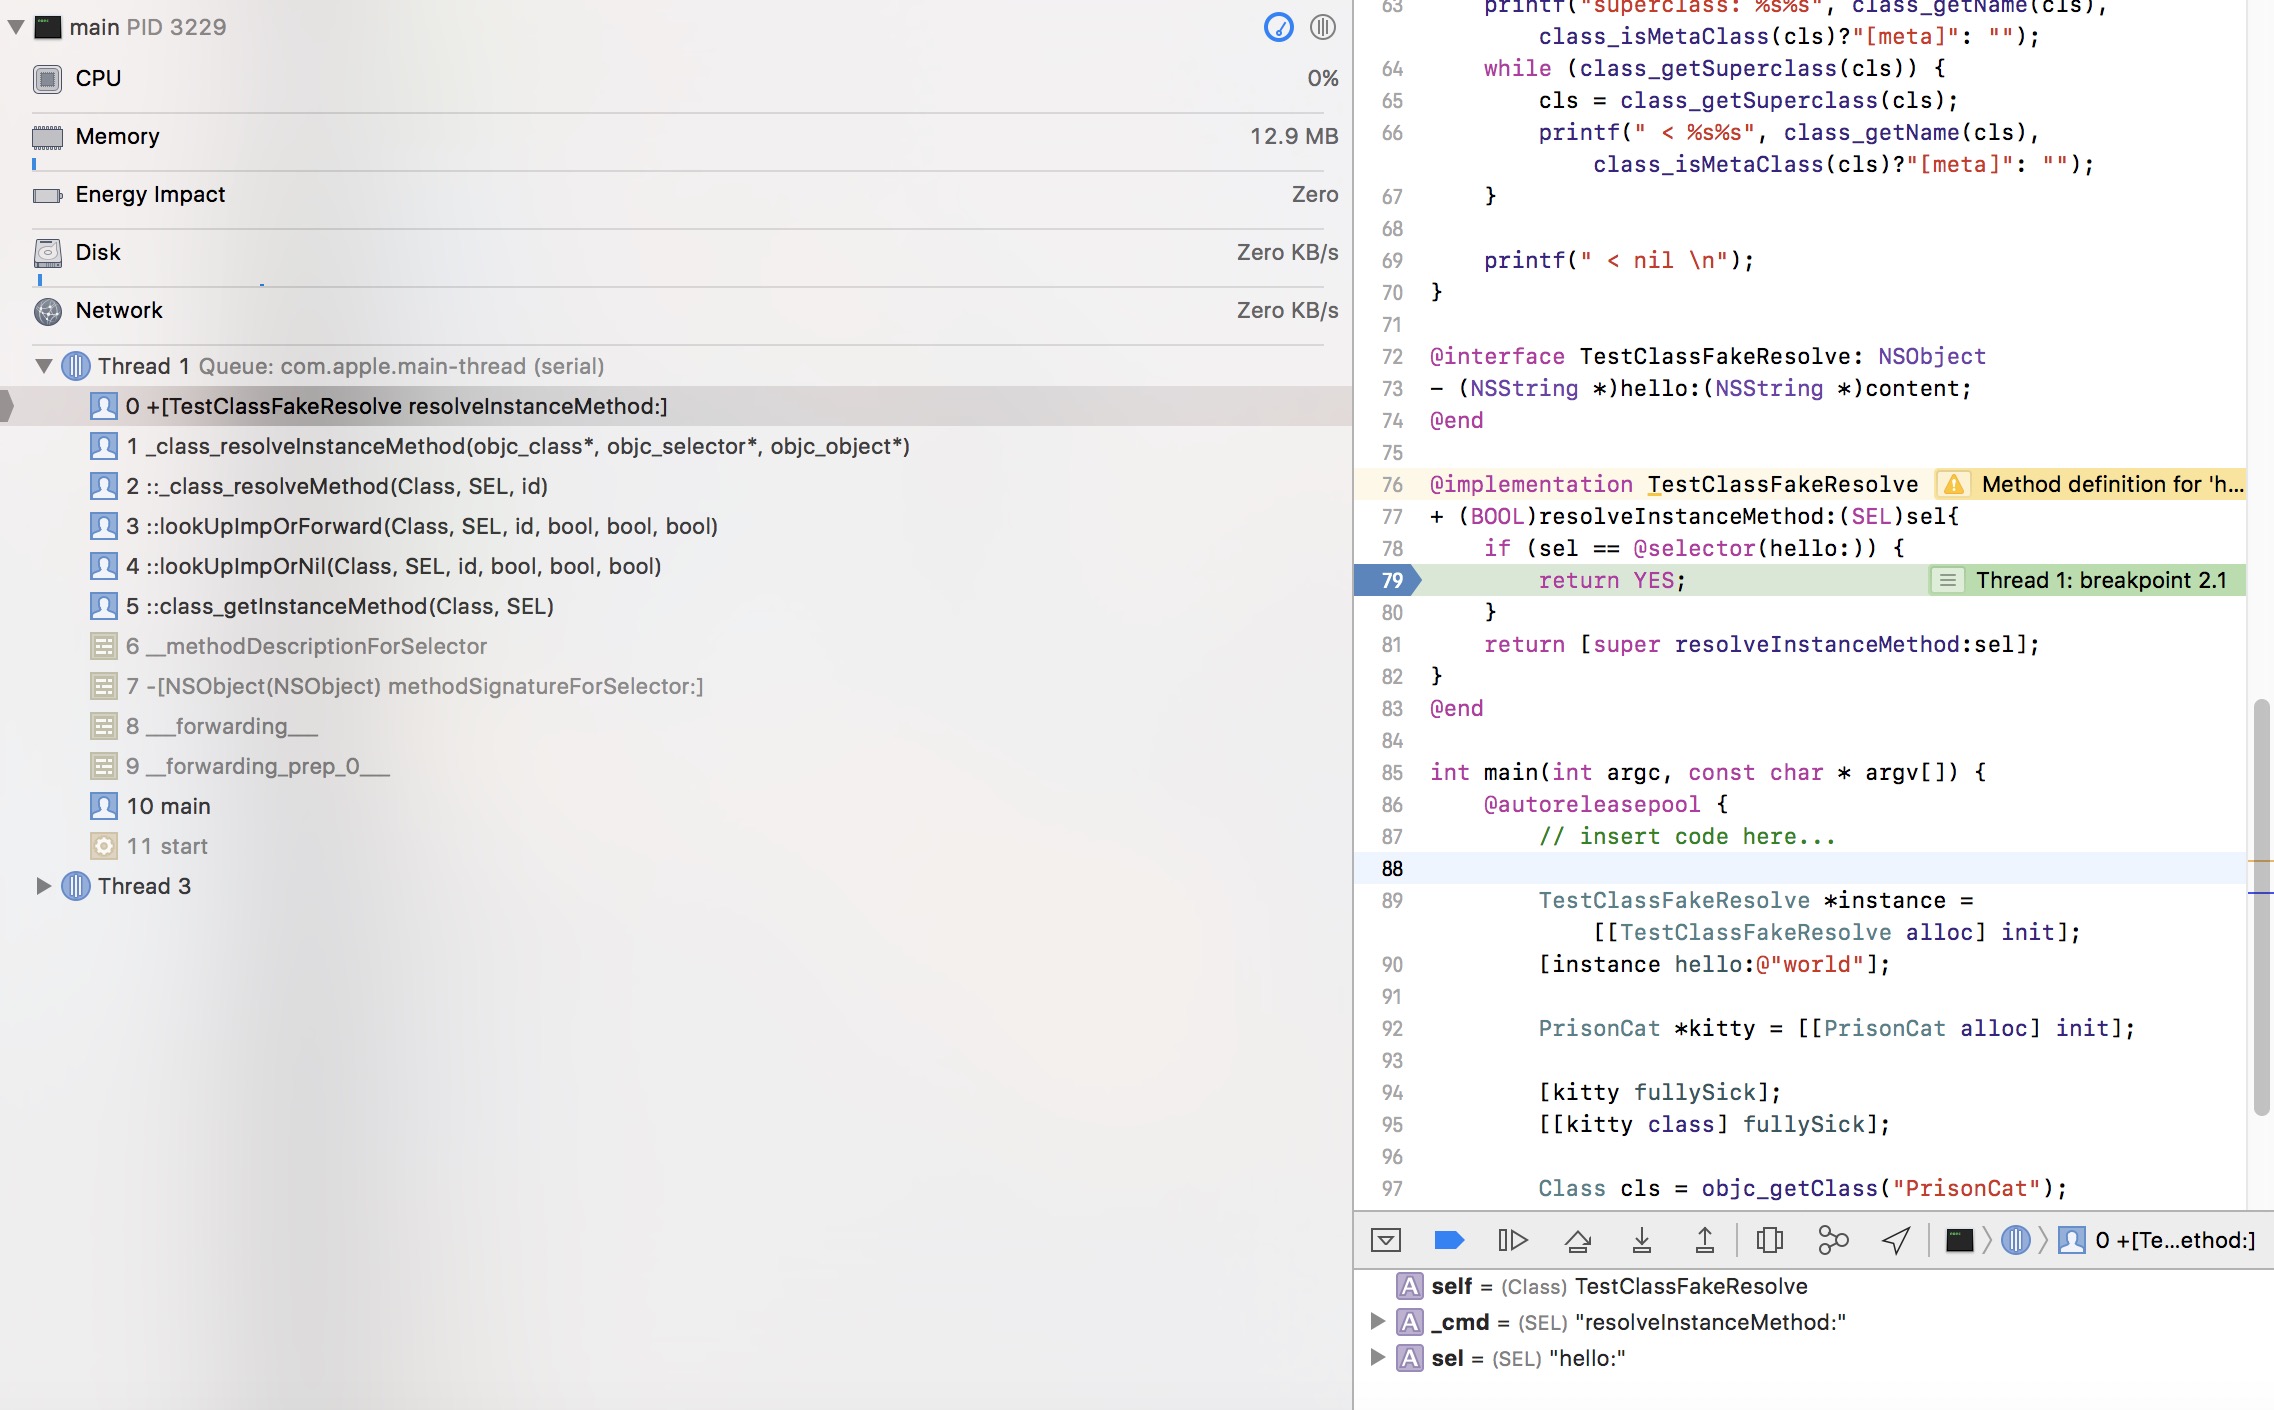 main PID 3229
CPU 0%
Memory 12.9 MB
Energy Impact Zero
Disk Zero KB/s
Network Zero KB/s
Thread 1 Queue: com.apple.main-thread (serial)
0 +[TestClassFakeResolve resolveInstanceMethod:]
1 _class_resolveInstanceMethod(objc_class*, objc_selector*, objc_object*)
2 ::_class_resolveMethod(Class, SEL, id)
3 ::lookUpImpOrForward(Class, SEL, id, bool, bool, bool)
4 ::lookUpImpOrNil(Class, SEL, id, bool, bool, bool)
5 ::class_getInstanceMethod(Class, SEL)
6 __methodDescriptionForSelector
7 -[NSObject(NSObject) methodSignatureForSelector:]
8 ___forwarding___
9 __forwarding_prep_0___
10 main
11 start
Thread 3
63 printf("superclass: %s%s", class_getName(cls),
class_isMetaClass(cls)?"[meta]": "");
64 while (class_getSuperclass(cls)) {
65 cls = class_getSuperclass(cls);
66 printf(" < %s%s", class_getName(cls),
class_isMetaClass(cls)?"[meta]": "");
67 }
68
69 printf(" < nil \n");
70 }
71
72 @interface TestClassFakeResolve: NSObject
73 - (NSString *)hello:(NSString *)content;
74 @end
75
76 @implementation TestClassFakeResolve Method definition for 'h...
77 + (BOOL)resolveInstanceMethod:(SEL)sel{
78 if (sel == @selector(hello:)) {
79 return YES; Thread 1: breakpoint 2.1
80 }
81 return [super resolveInstanceMethod:sel];
82 }
83 @end
84
85 int main(int argc, const char * argv[]) {
86 @autoreleasepool {
87 // insert code here...
88
89 TestClassFakeResolve *instance =
[[TestClassFakeResolve alloc] init];
90 [instance hello:@"world"];
91
92 PrisonCat *kitty = [[PrisonCat alloc] init];
93
94 [kitty fullySick];
95 [[kitty class] fullySick];
96
97 Class cls = objc_getClass("PrisonCat");
0 +[Te...ethod:]
A self = (Class) TestClassFakeResolve
A _cmd = (SEL) "resolveInstanceMethod:"
A sel = (SEL) "hello:"